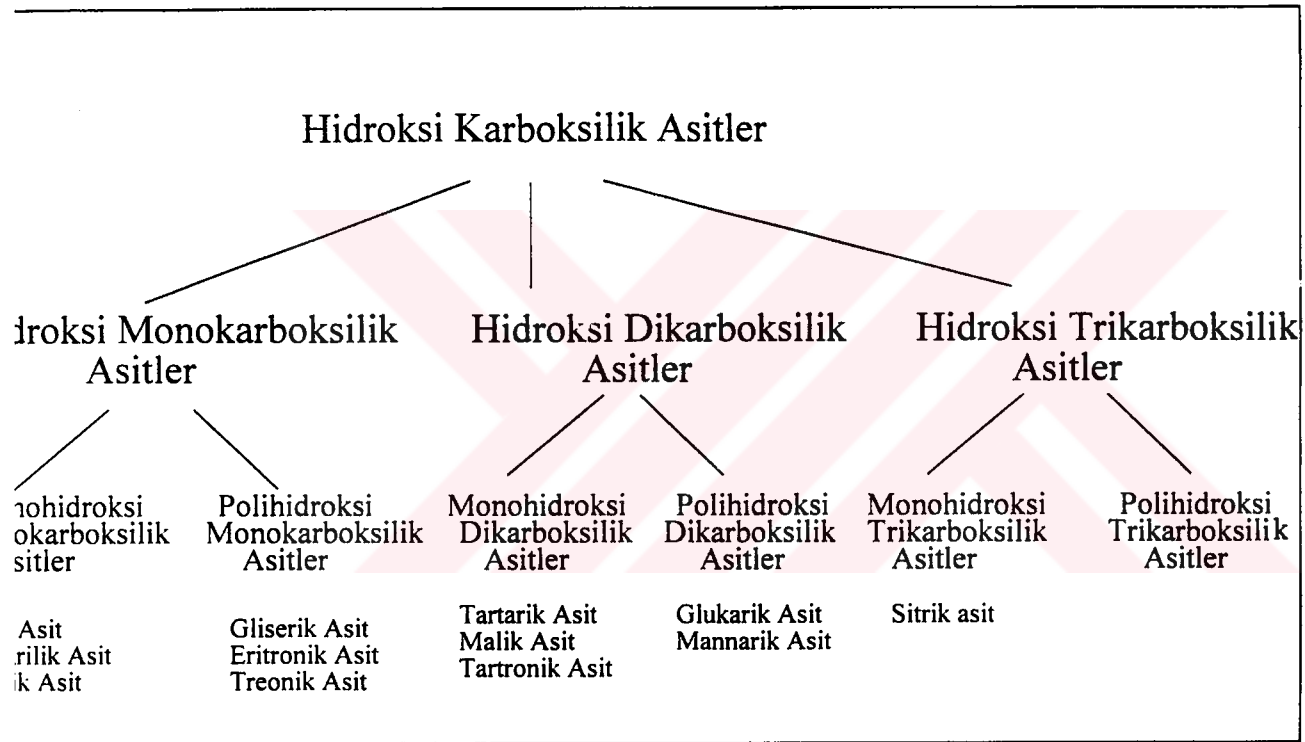 Hidroksi Karboksilik Asitler
Monokarboksilik
Asitler
Hidroksi Dikarboksilik
Asitler
Hidroksi Trikarboksilik
Asitler
Polihidroksi
Monokarboksilik
Asitler
Gliserik Asit
Eritronik Asit
Treonik Asit
Asit
Asit
Asit
Monohidroksi
Dikarboksilik
Asitler
Tartarik Asit
Malik Asit
Tartronik Asit
Polihidroksi
Dikarboksilik
Asitler
Glukarik Asit
Mannarik Asit
Monohidroksi
Trikarboksilik
Asitler
Sitrik asit
Polihidroksi
Trikarboksilik
Asitler